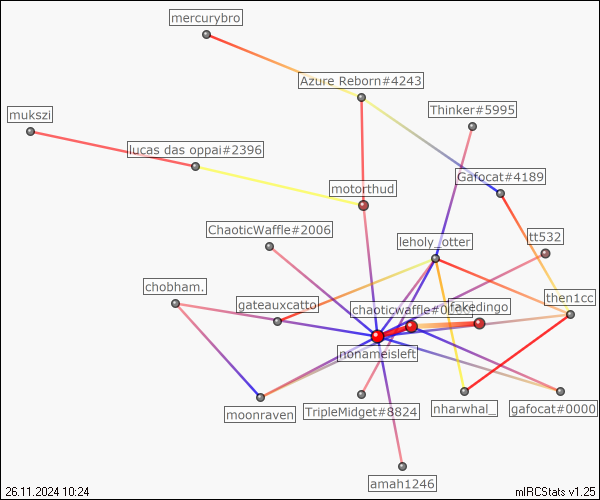 mercurybro
Azure Reborn#4243
Thinker#5995
mukszi
lucas das oppai#2396
Gafocat#4189
motorthud
ChaoticWaffle#2006
leholy_otter
tt532
chobham.
then1cc
gateauxcatto
chaoticwaffle#0
fakedingo
nonameisleft
moonraven
TripleMidget#8824
nharwhal_
gafocat#0000
amah1246
26.11.2024 10:24
mIRCStats v1.25